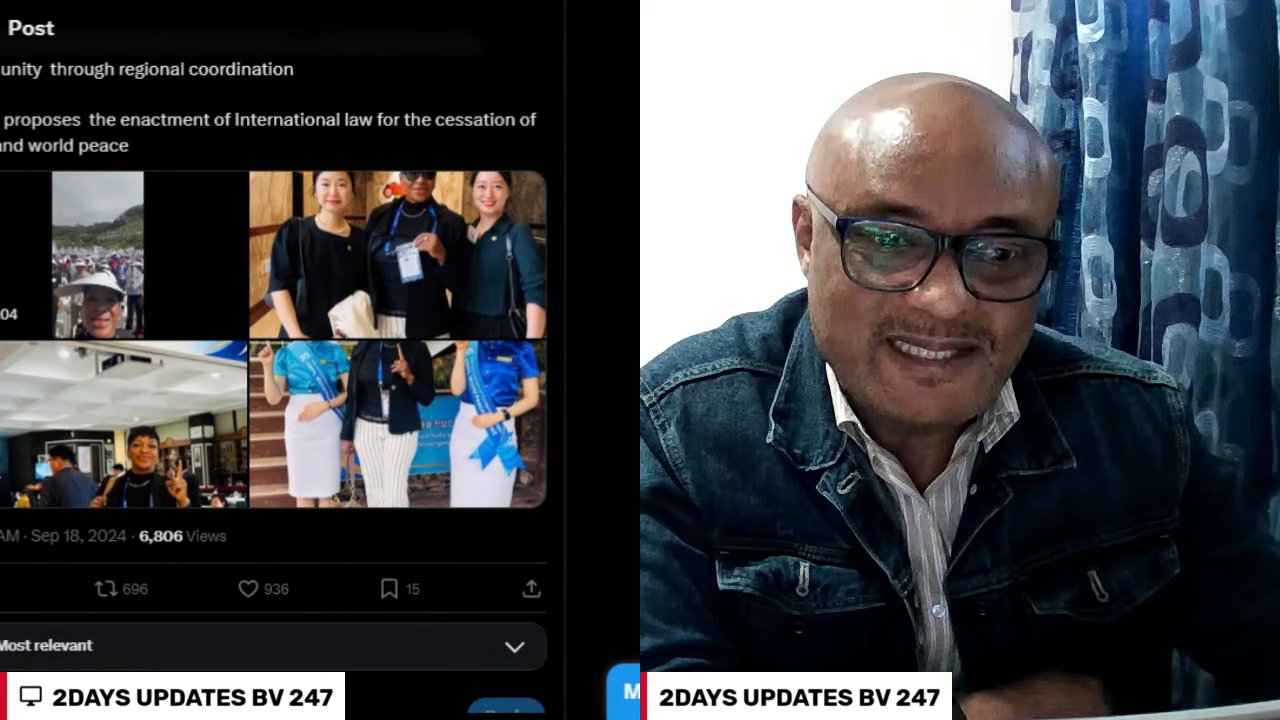 Post
unity through regional coordination
proposes the enactment of International law for the cessation of
and world peace
04
AM · Sep 18, 2024 · 6,806 Views
696
936
15
Most relevant
M
2DAYS UPDATES BV 247
2DAYS UPDATES BV 247